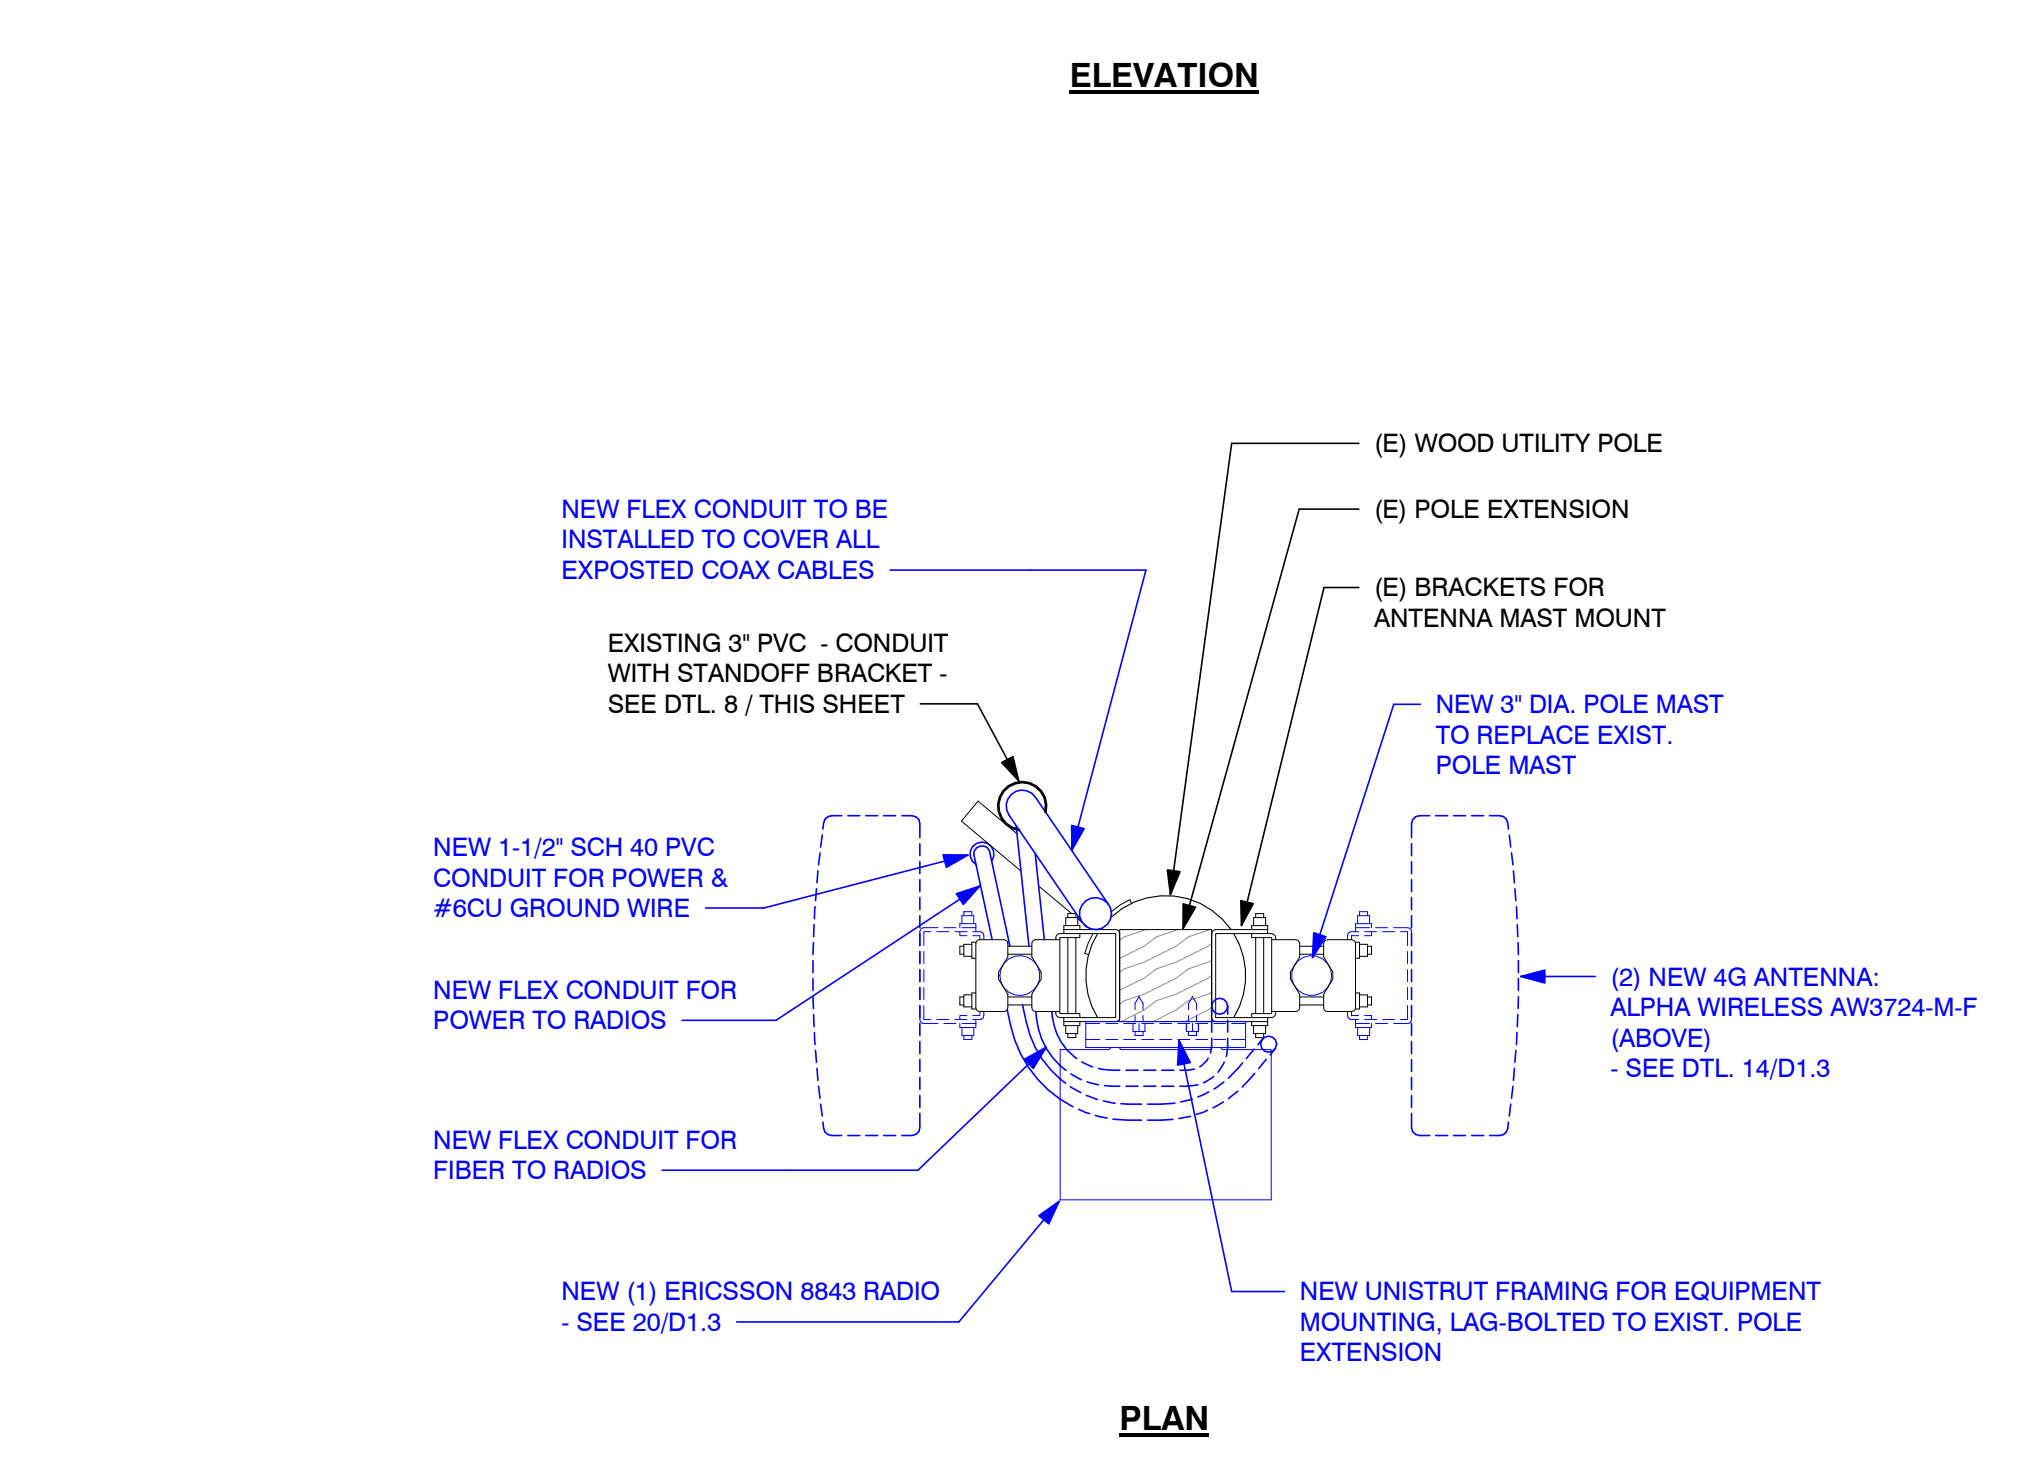 ELEVATION
(E) WOOD UTILITY POLE
NEW FLEX CONDUIT TO BE
INSTALLED TO COVER ALL
EXPOSTED COAX CABLES
(E) POLE EXTENSION
(E) BRACKETS FOR
ANTENNA MAST MOUNT
EXISTING 3" PVC  - CONDUIT
WITH STANDOFF BRACKET -
SEE DTL. 8 / THIS SHEET
NEW 3" DIA. POLE MAST
TO REPLACE EXIST.
POLE MAST
NEW 1-1/2" SCH 40 PVC
CONDUIT FOR POWER &
#6CU GROUND WIRE
NEW FLEX CONDUIT FOR
POWER TO RADIOS
(2) NEW 4G ANTENNA:
ALPHA WIRELESS AW3724-M-F
(ABOVE)
- SEE DTL. 14/D1.3
NEW FLEX CONDUIT FOR
FIBER TO RADIOS
NEW (1) ERICSSON 8843 RADIO
- SEE 20/D1.3
NEW UNISTRUT FRAMING FOR EQUIPMENT
MOUNTING, LAG-BOLTED TO EXIST. POLE
EXTENSION
PLAN